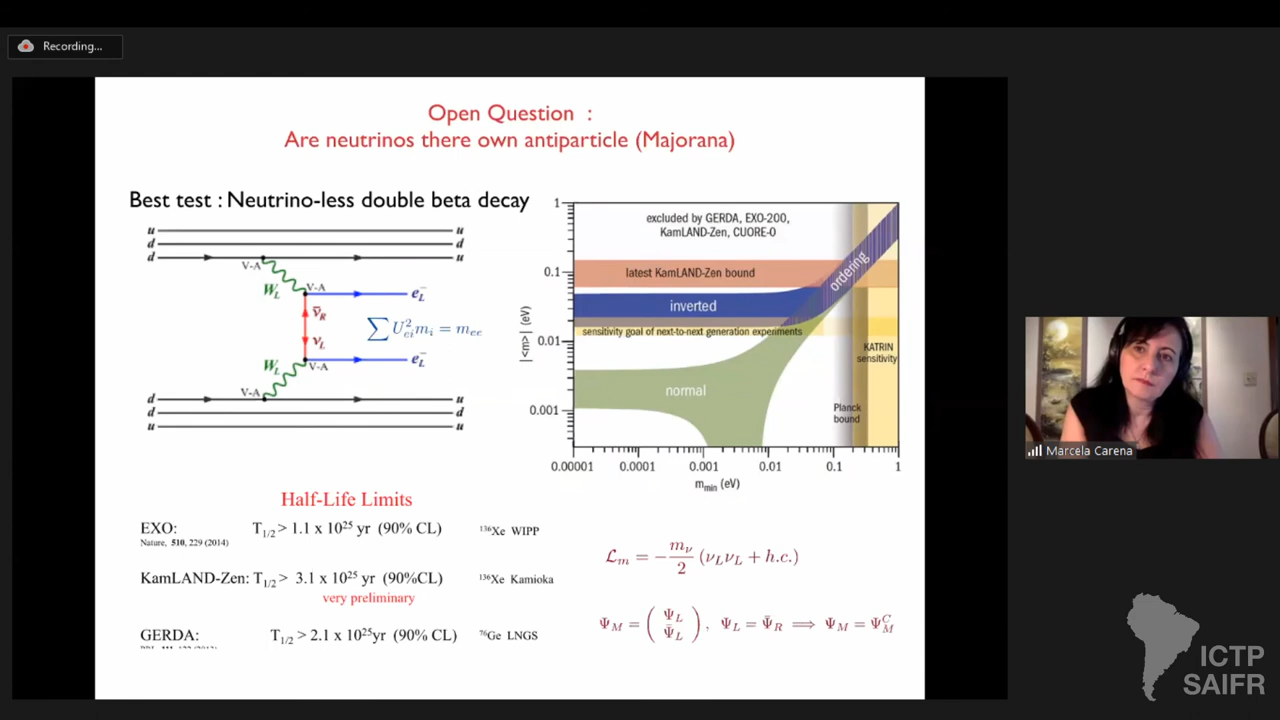 Recording...
Open Question :
Are neutrinos there own antiparticle (Majorana)
Best test : Neutrino-less double beta decay
u u
d d
d u
V-A
W_L
V-A
e_L^-
ν̄_R
∑ U_{ei}^2 m_i = m_{ee}
ν_L
W_L
V-A
e_L^-
V-A
d u
d d
u u
|<m>| (eV)
1
0.1
0.01
0.001
excluded by GERDA, EXO-200,
KamLAND-Zen, CUORE-0
latest KamLAND-Zen bound
ordering
inverted
sensitivity goal of next-to-next generation experiments
KATRIN
sensitivity
normal
Planck
bound
0.00001 0.0001 0.001 0.01 0.1 1
m_min (eV)
Half-Life Limits
EXO: T_{1/2} > 1.1 x 10^{25} yr (90% CL) ^{136}Xe WIPP
Nature, 510, 229 (2014)
KamLAND-Zen: T_{1/2} > 3.1 x 10^{25} yr (90%CL) ^{136}Xe Kamioka
very preliminary
GERDA: T_{1/2} > 2.1 x 10^{25}yr (90% CL) ^{76}Ge LNGS
ℒ_m = −m_ν/2 (ν_L ν_L + h.c.)
Ψ_M = ( Ψ_L Ψ̄_L ) , Ψ_L = Ψ̄_R ⟹ Ψ_M = Ψ_M^C
Marcela Carena
ICTP
SAIFR